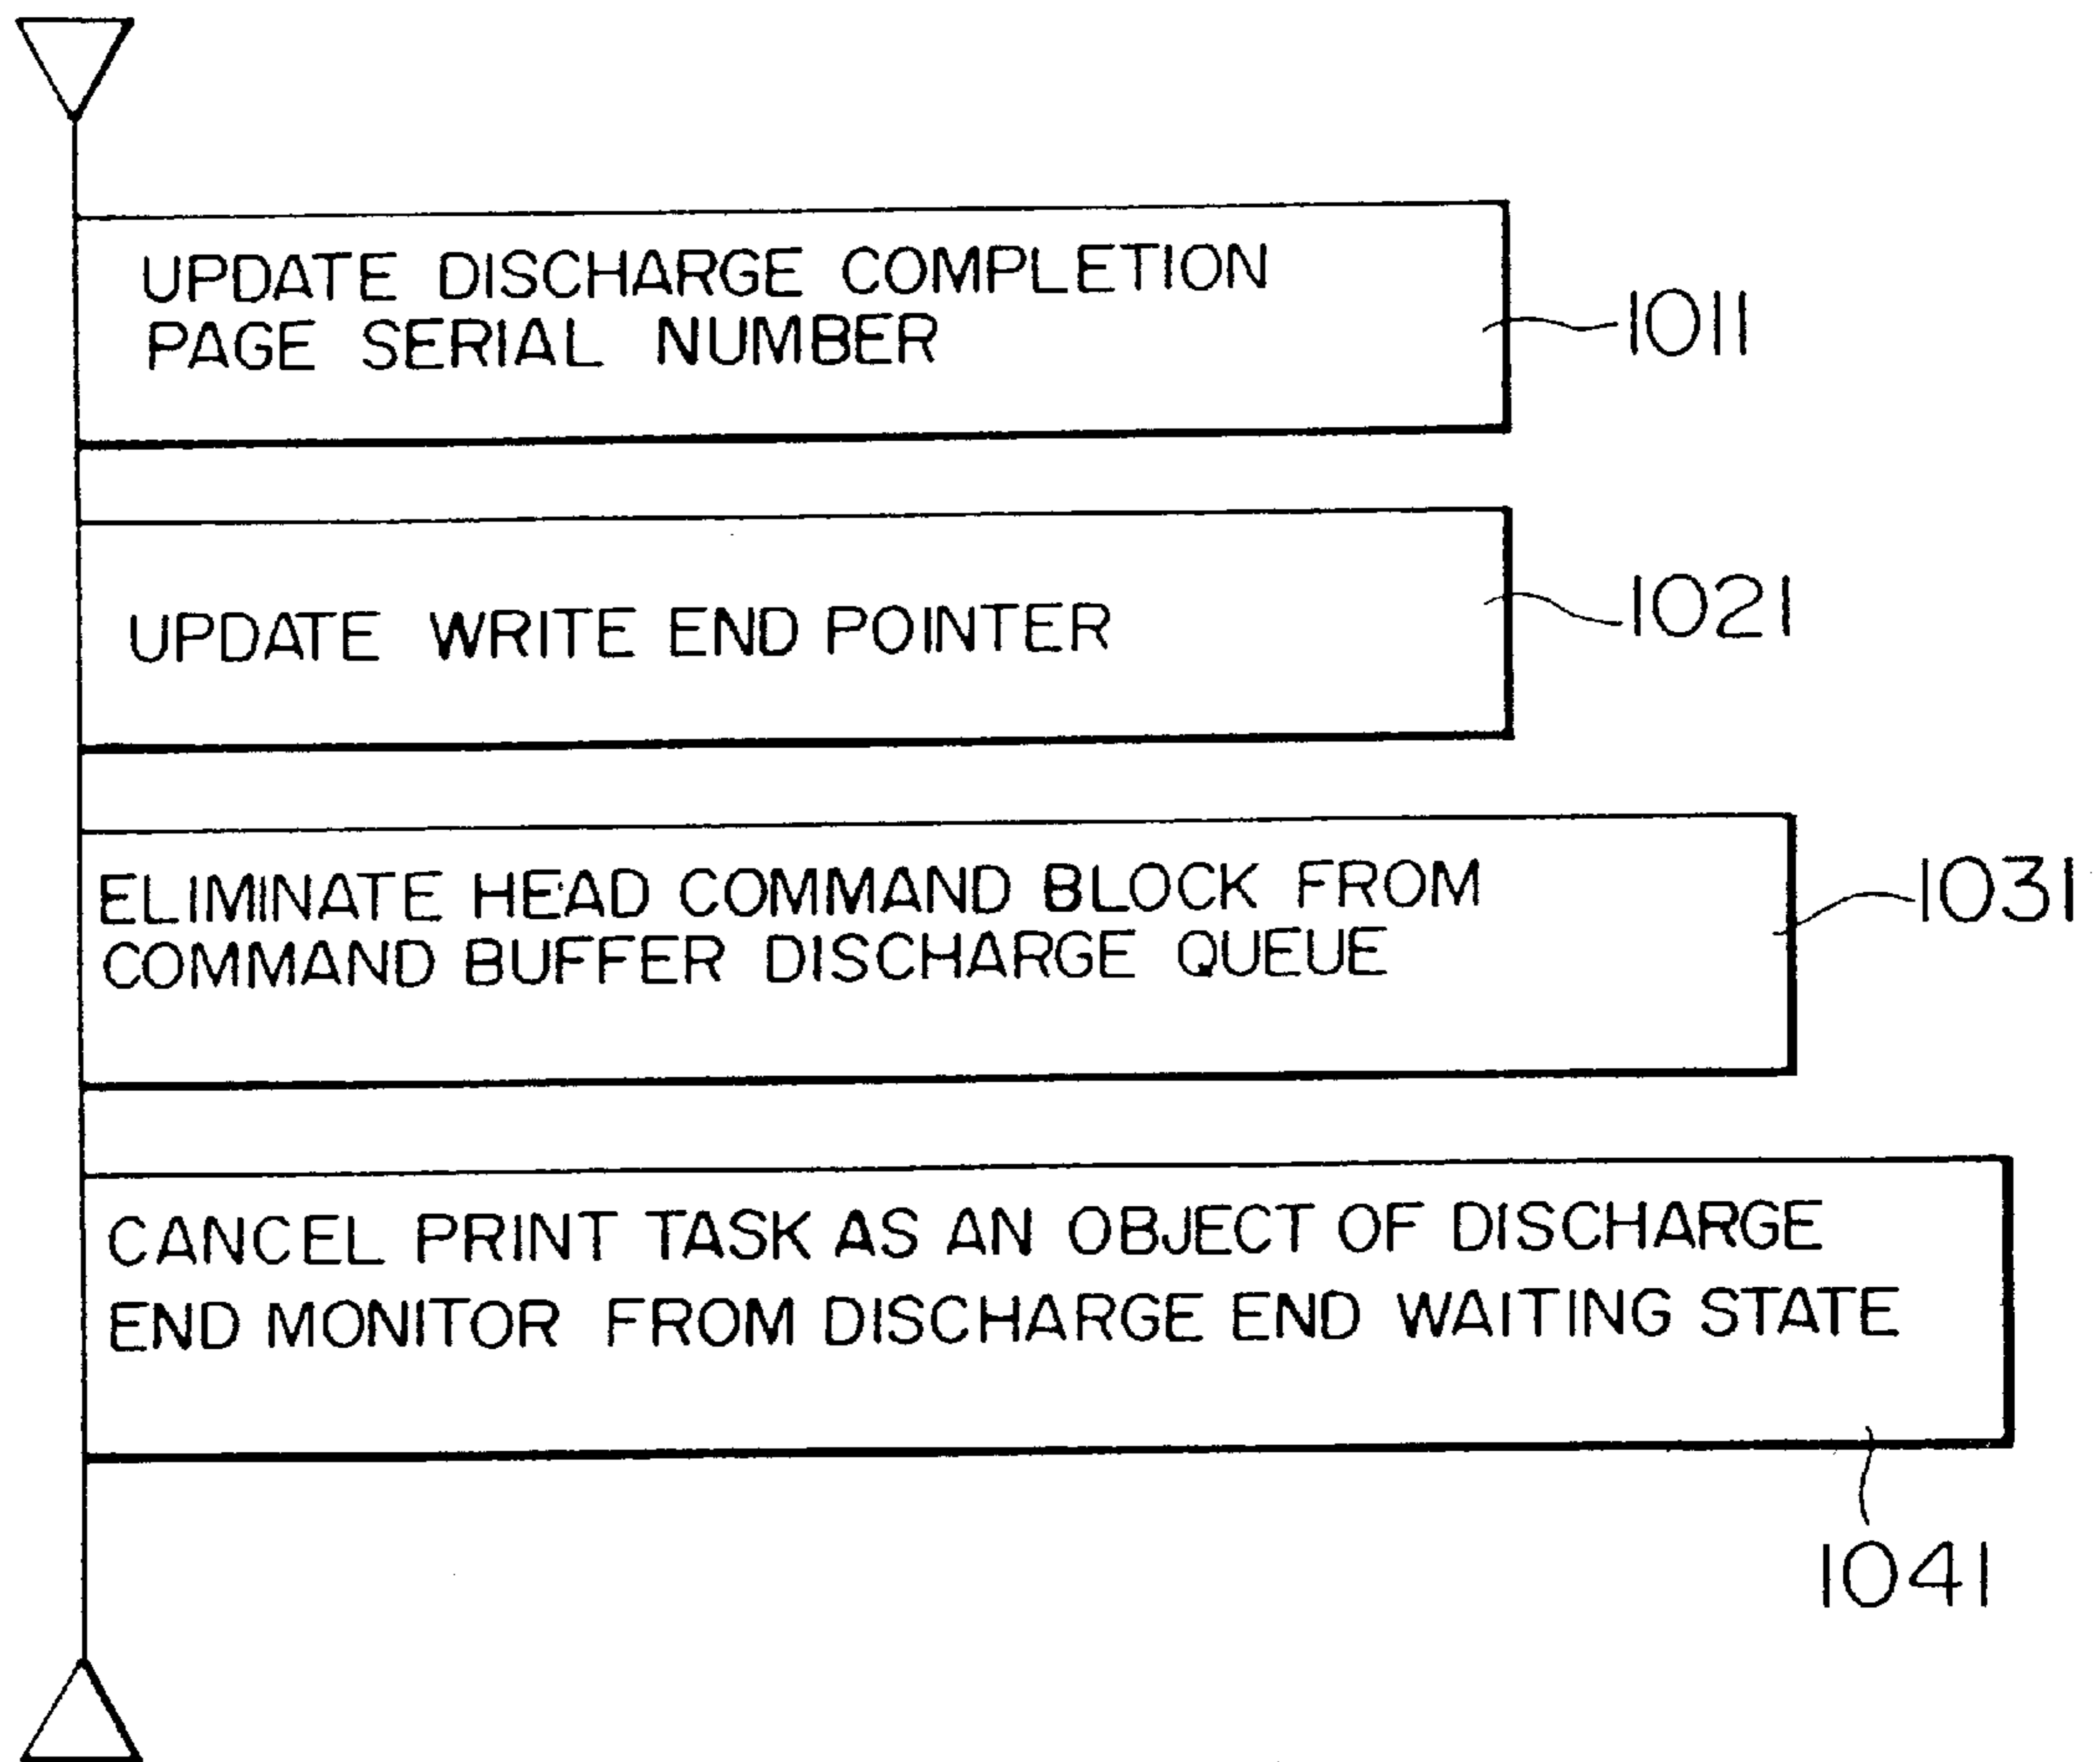 UPDATE DISCHARGE COMPLETION
PAGE SERIAL NUMBER
1011
UPDATE WRITE END POINTER
1021
ELIMINATE HEAD COMMAND BLOCK FROM
COMMAND BUFFER DISCHARGE QUEUE
1031
CANCEL PRINT TASK AS AN OBJECT OF DISCHARGE
END MONITOR FROM DISCHARGE END WAITING STATE
1041